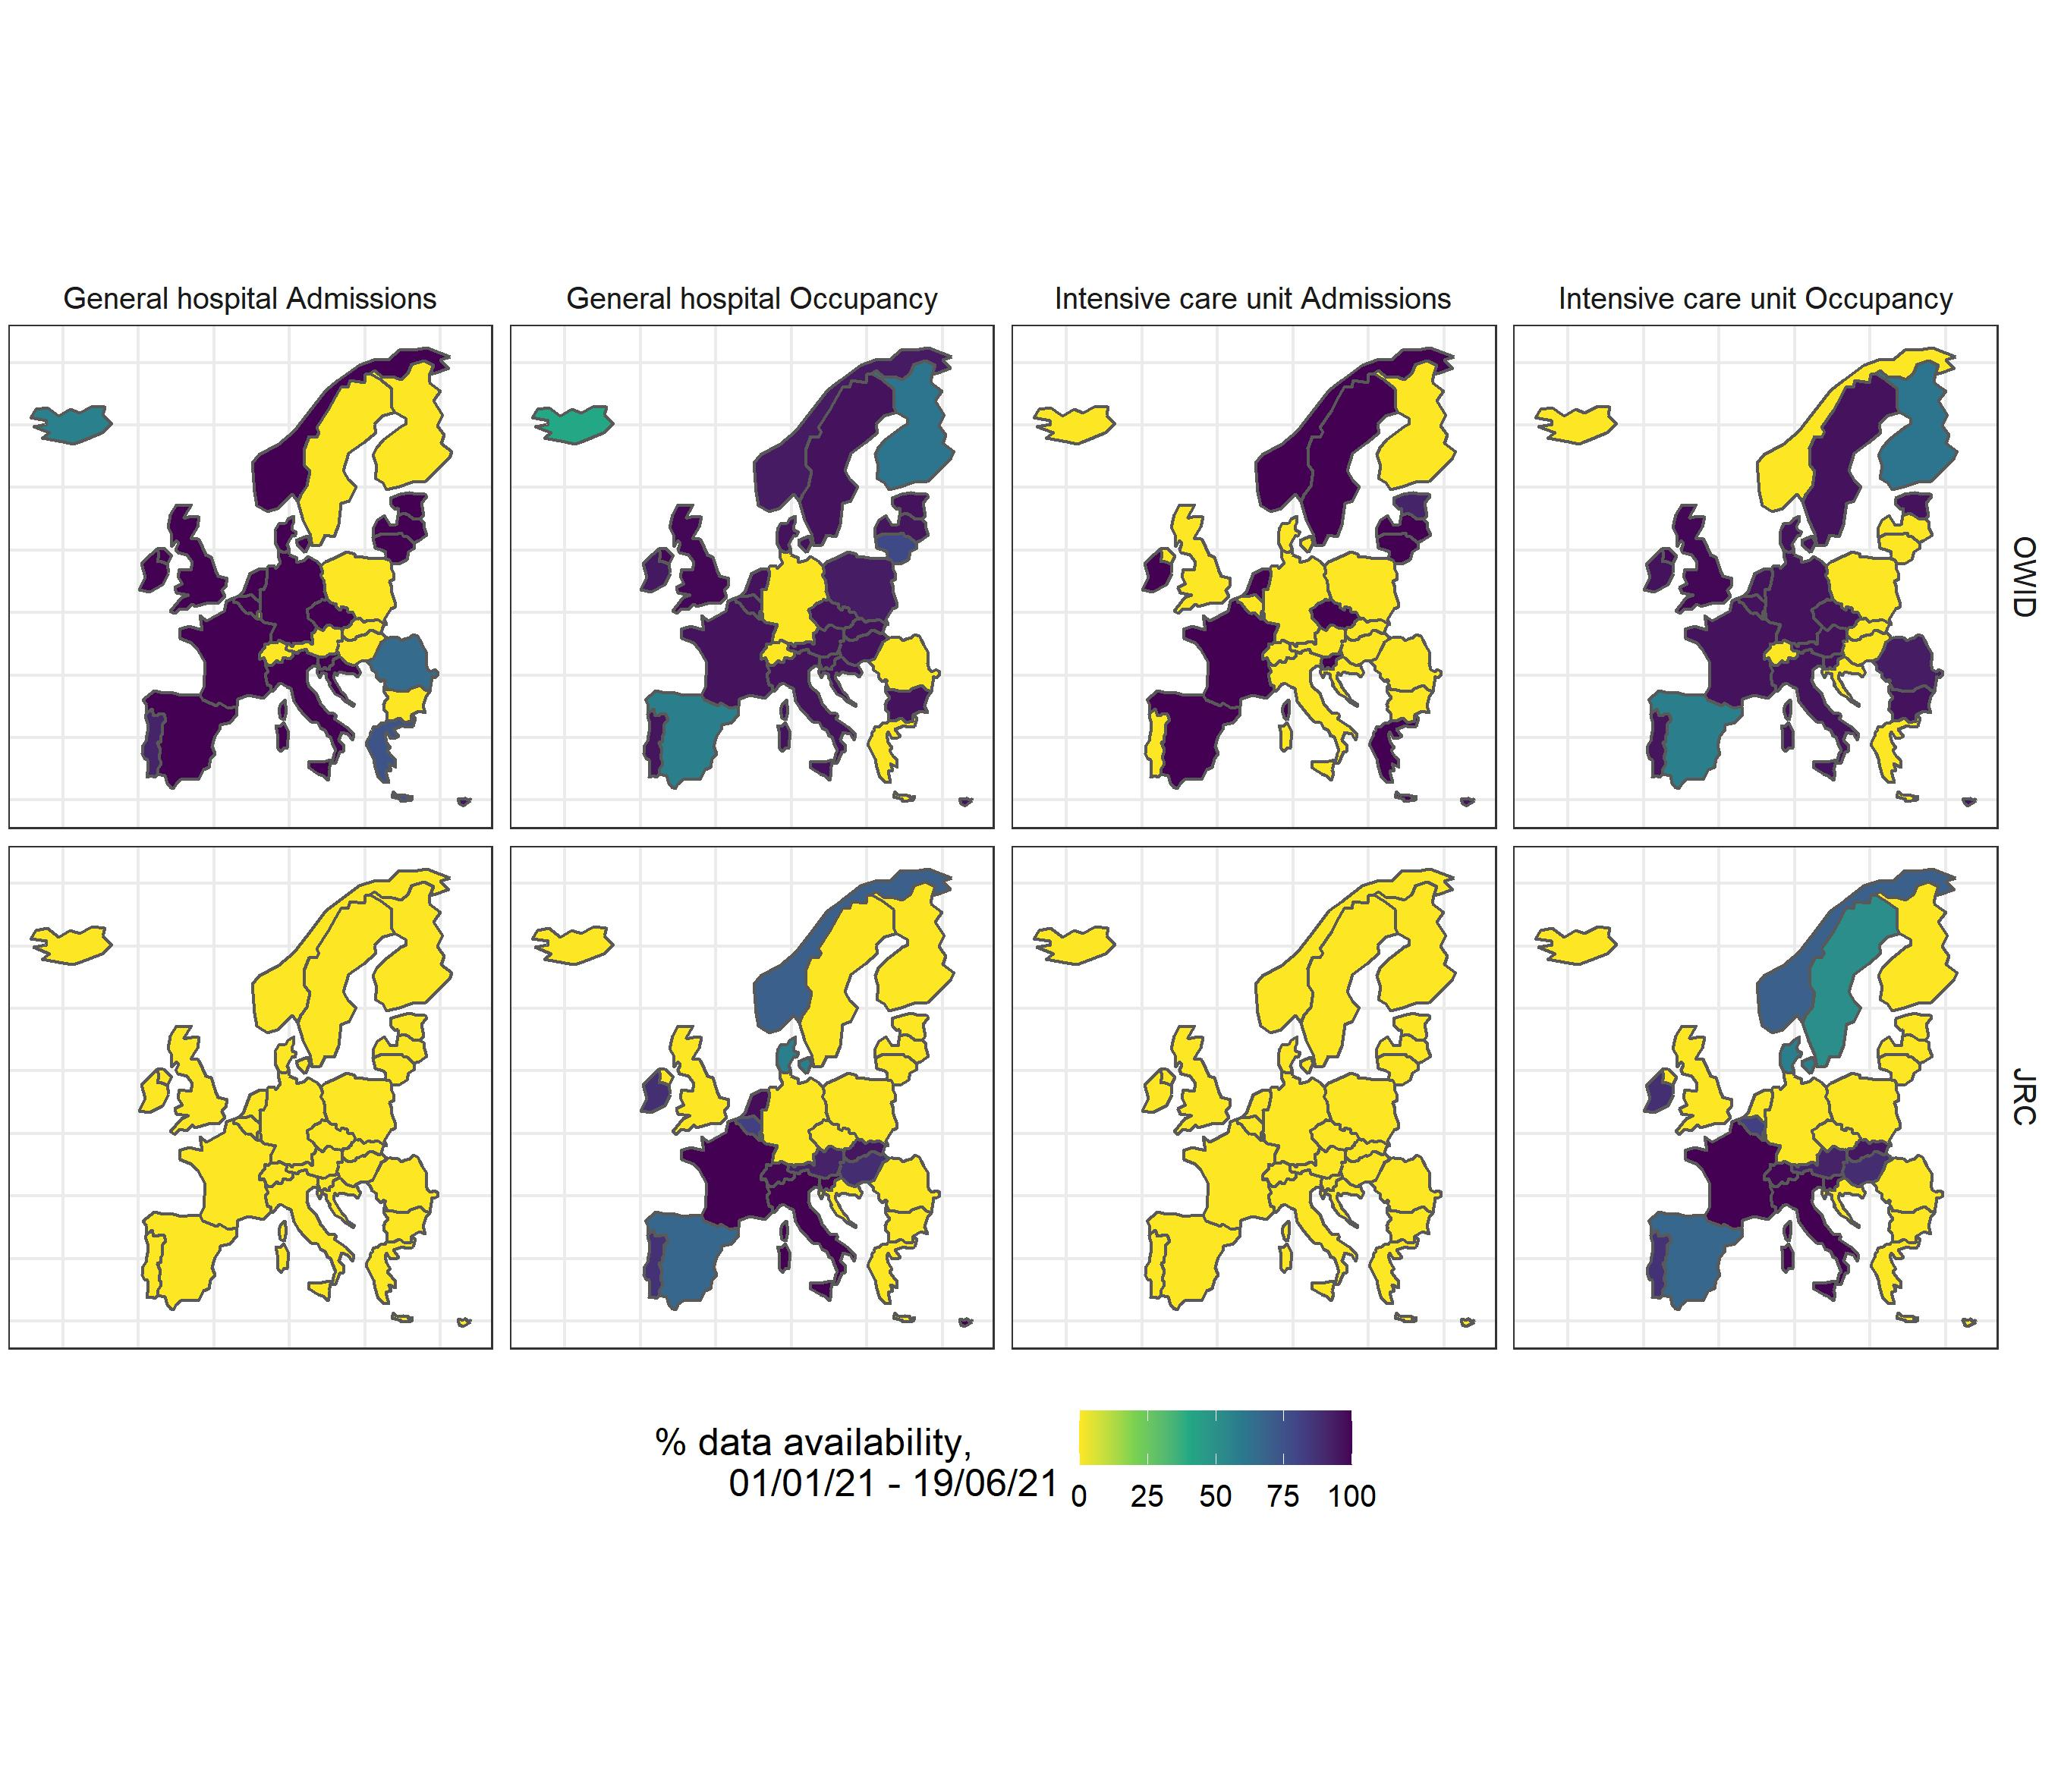 General hospital Admissions
General hospital Occupancy
Intensive care unit Admissions
Intensive care unit Occupancy
OWID
JRC
% data availability,
01/01/21 - 19/06/21
0 25 50 75 100